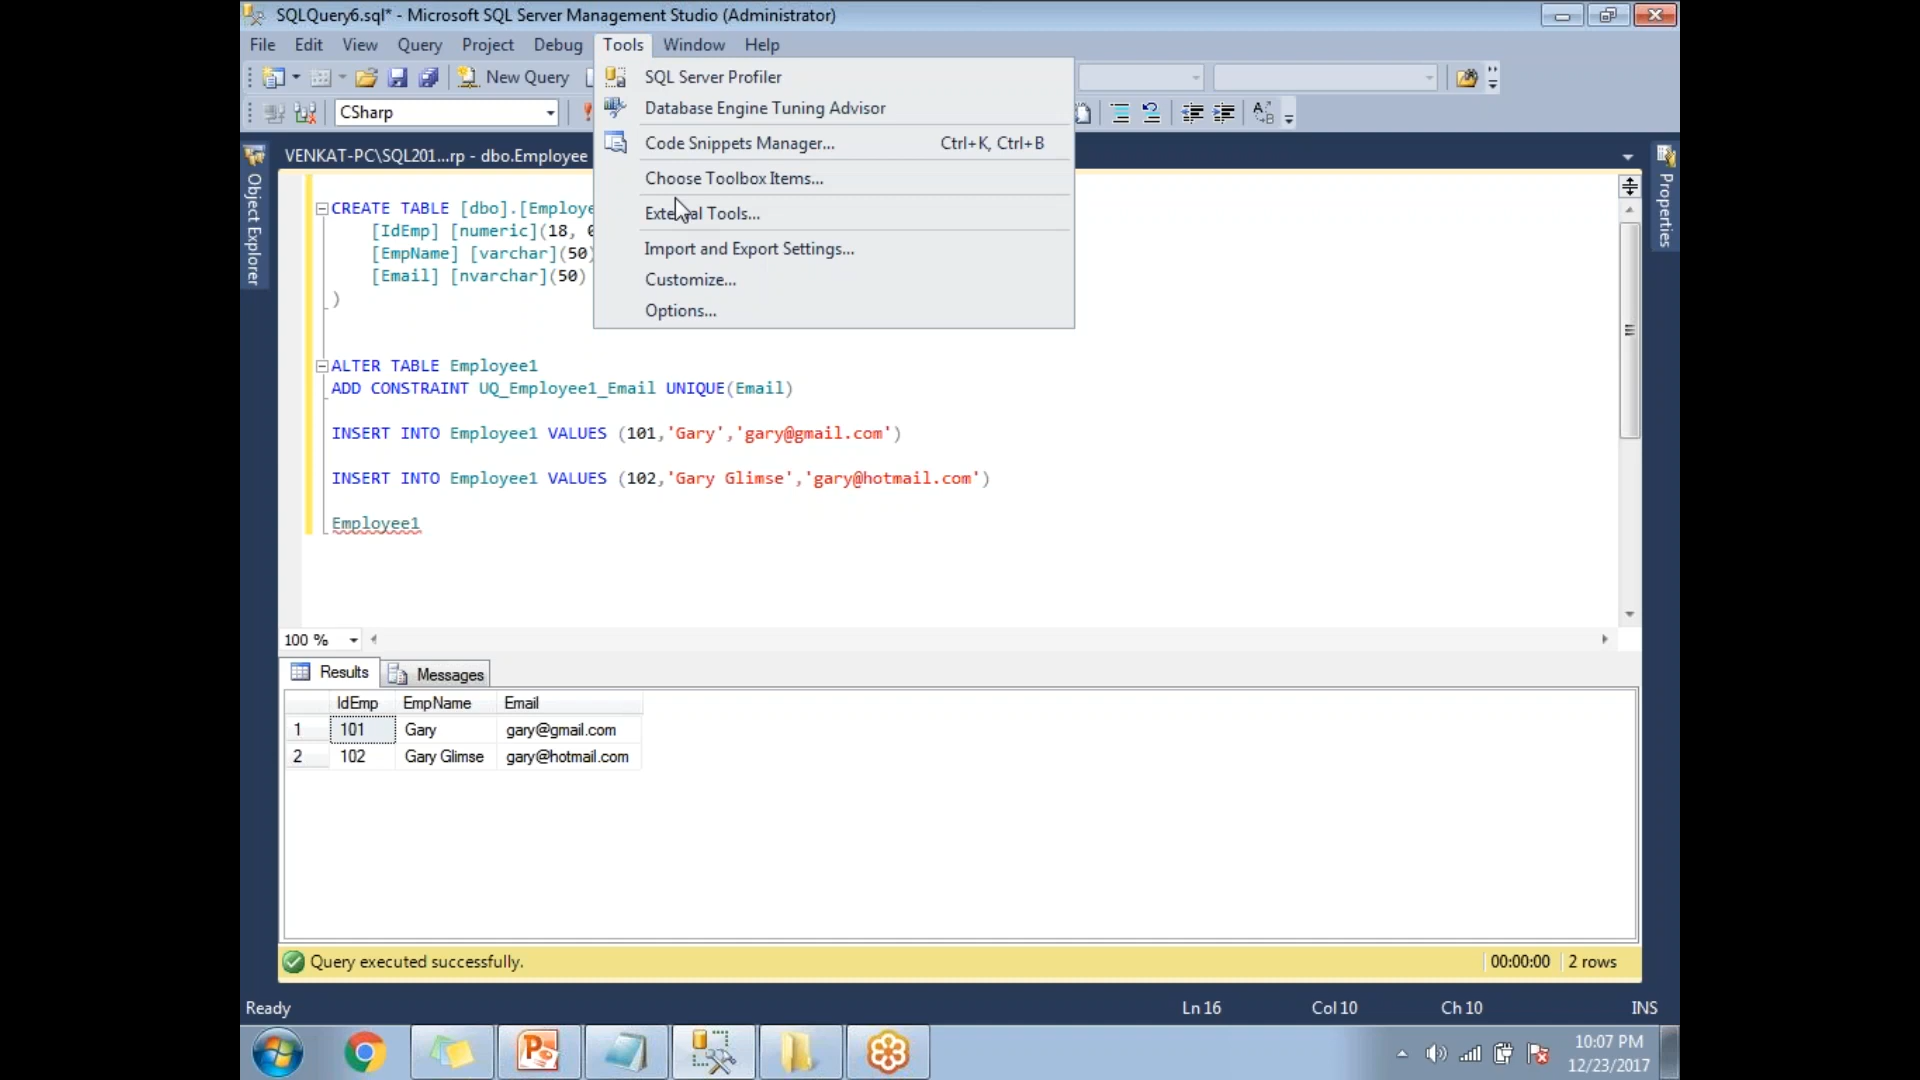 SQLQuery6.sql* - Microsoft SQL Server Management Studio (Administrator)
File Edit View Query Project Debug Tools Window Help
New Query
CSharp
SQL Server Profiler
Database Engine Tuning Advisor
Code Snippets Manager... Ctrl+K, Ctrl+B
Choose Toolbox Items...
External Tools...
Import and Export Settings...
Customize...
Options...
Object Explorer
VENKAT-PC\SQL201...rp - dbo.Employee
Properties
CREATE TABLE [dbo].[Employe
[IdEmp] [numeric](18, 0
[EmpName] [varchar](50)
[Email] [nvarchar](50)
)
ALTER TABLE Employee1
ADD CONSTRAINT UQ_Employee1_Email UNIQUE(Email)
INSERT INTO Employee1 VALUES (101,'Gary','gary@gmail.com')
INSERT INTO Employee1 VALUES (102,'Gary Glimse','gary@hotmail.com')
Employee1
100 %
Results Messages
IdEmp EmpName Email
1 101 Gary gary@gmail.com
2 102 Gary Glimse gary@hotmail.com
Query executed successfully. 00:00:00 2 rows
Ready Ln 16 Col 10 Ch 10 INS
10:07 PM
12/23/2017